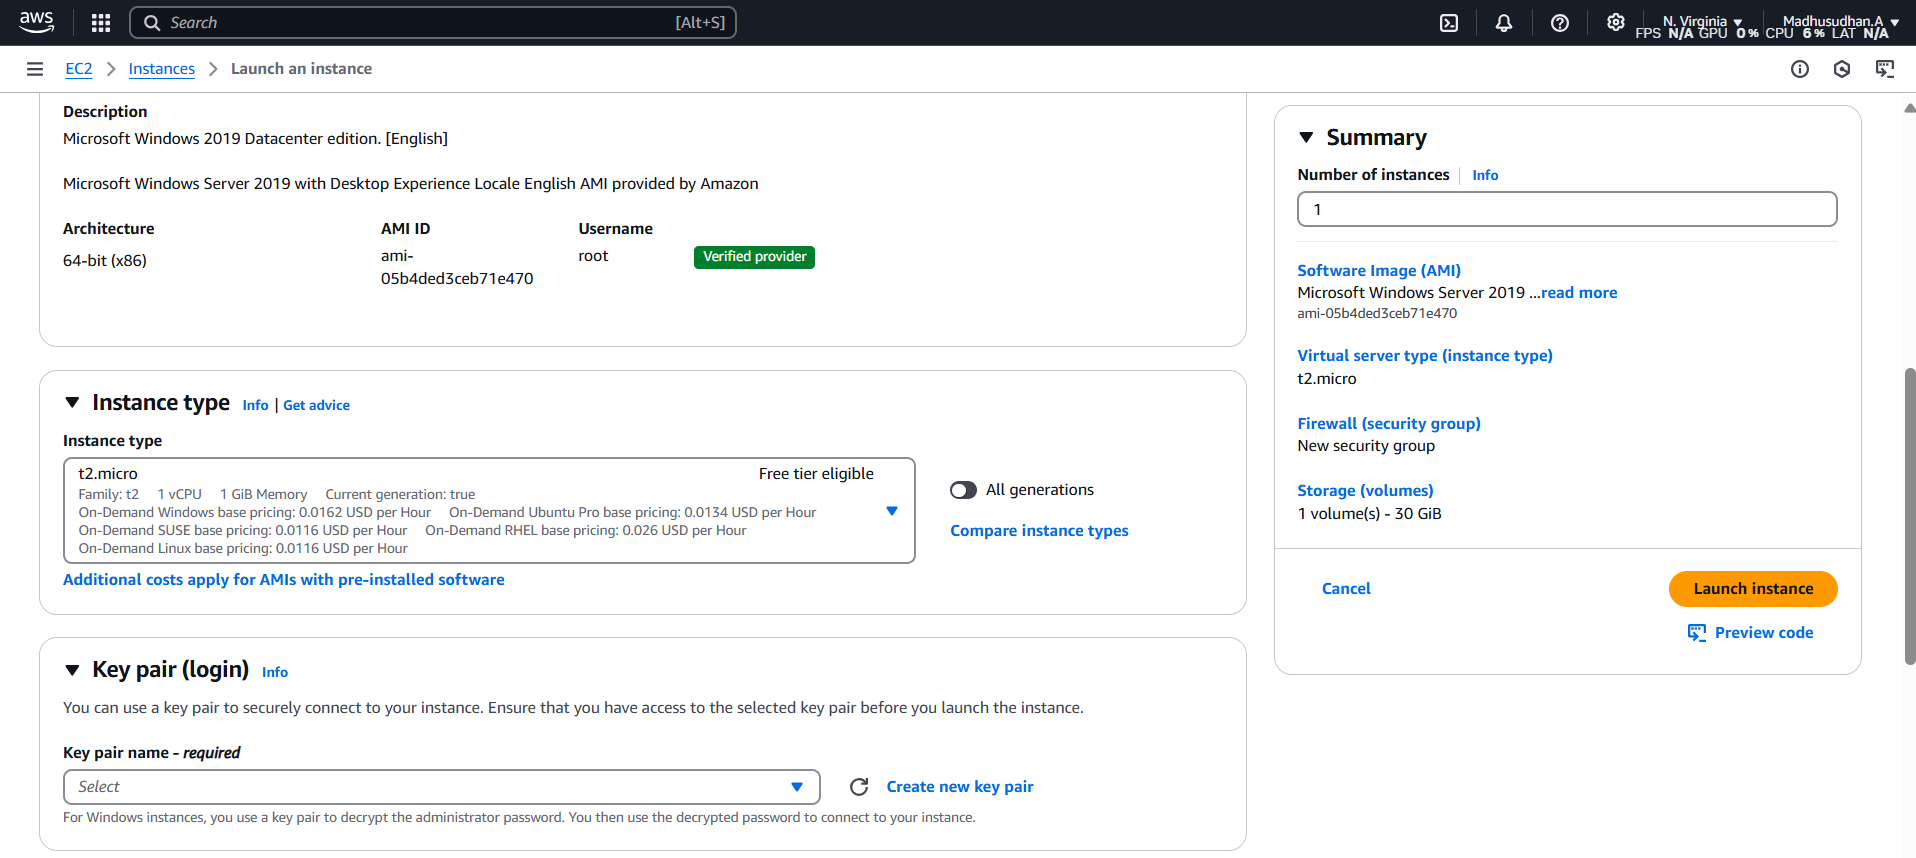 aws
Search [Alt+S]
N. Virginia Madhusudhan.A
FPS N/A GPU 0% CPU 6% LAT N/A
EC2 Instances Launch an instance
Description
Microsoft Windows 2019 Datacenter edition. [English]
Microsoft Windows Server 2019 with Desktop Experience Locale English AMI provided by Amazon
Architecture AMI ID Username
64-bit (x86) ami- root Verified provider
05b4ded3ceb71e470
Instance type Info | Get advice
Instance type
t2.micro Free tier eligible
Family: t2 1 vCPU 1 GiB Memory Current generation: true
On-Demand Windows base pricing: 0.0162 USD per Hour On-Demand Ubuntu Pro base pricing: 0.0134 USD per Hour
On-Demand SUSE base pricing: 0.0116 USD per Hour On-Demand RHEL base pricing: 0.026 USD per Hour
On-Demand Linux base pricing: 0.0116 USD per Hour
All generations
Compare instance types
Additional costs apply for AMIs with pre-installed software
Key pair (login) Info
You can use a key pair to securely connect to your instance. Ensure that you have access to the selected key pair before you launch the instance.
Key pair name - required
Select Create new key pair
For Windows instances, you use a key pair to decrypt the administrator password. You then use the decrypted password to connect to your instance.
Summary
Number of instances Info
1
Software Image (AMI)
Microsoft Windows Server 2019 ...read more
ami-05b4ded3ceb71e470
Virtual server type (instance type)
t2.micro
Firewall (security group)
New security group
Storage (volumes)
1 volume(s) - 30 GiB
Cancel Launch instance
Preview code